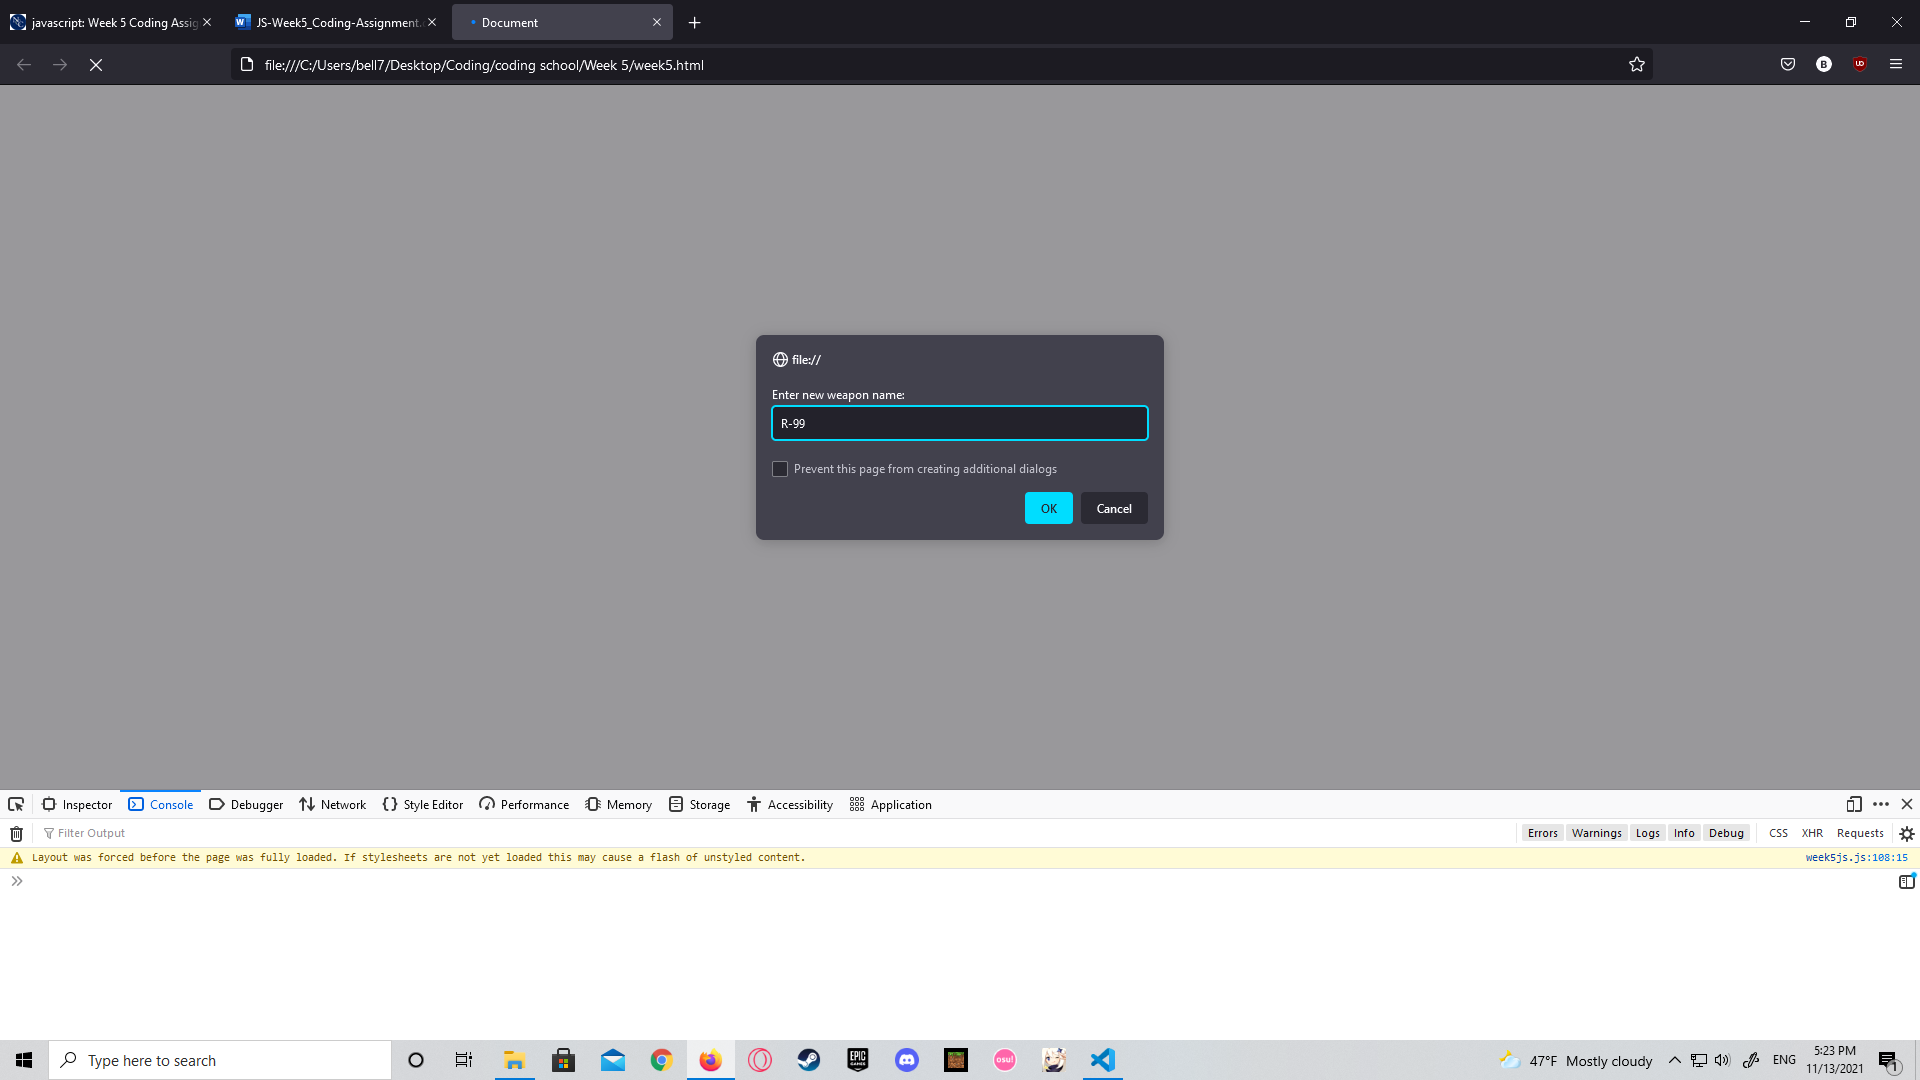 javascript: Week 5 Coding Assig
JS-Week5_Coding-Assignment.
Document
file:///C:/Users/bell7/Desktop/Coding/coding school/Week 5/week5.html
B
UD
file://
Enter new weapon name:
R-99
Prevent this page from creating additional dialogs
OK
Cancel
Inspector
Console
Debugger
Network
Style Editor
Performance
Memory
Storage
Accessibility
Application
Filter Output
Errors
Warnings
Logs
Info
Debug
CSS
XHR
Requests
Layout was forced before the page was fully loaded. If stylesheets are not yet loaded this may cause a flash of unstyled content.
week5js.js:108:15
Type here to search
EPIC GAMES
osu!
47°F Mostly cloudy
ENG
5:23 PM
11/13/2021
1